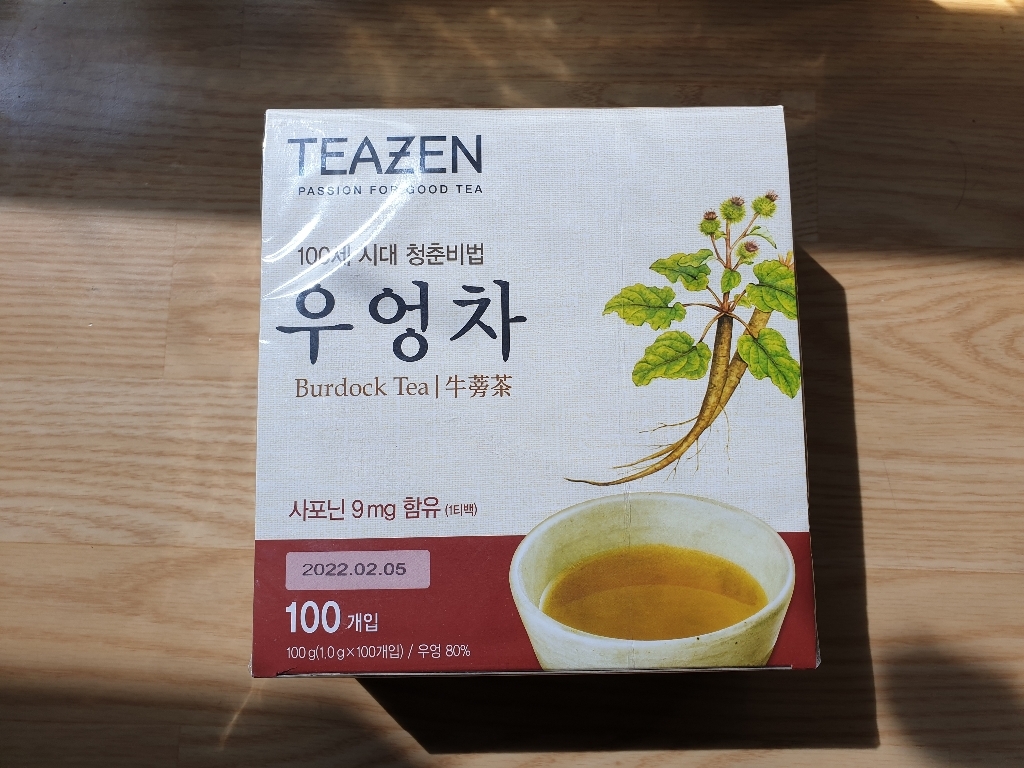 TEAZEN
PASSION FOR GOOD TEA
100세 시대 청춘비법
우엉차
Burdock Tea | 牛蒡茶
사포닌 9mg 함유 (1티백)
2022.02.05
100 개입
100 g(1.0 g×100개입) / 우엉 80%